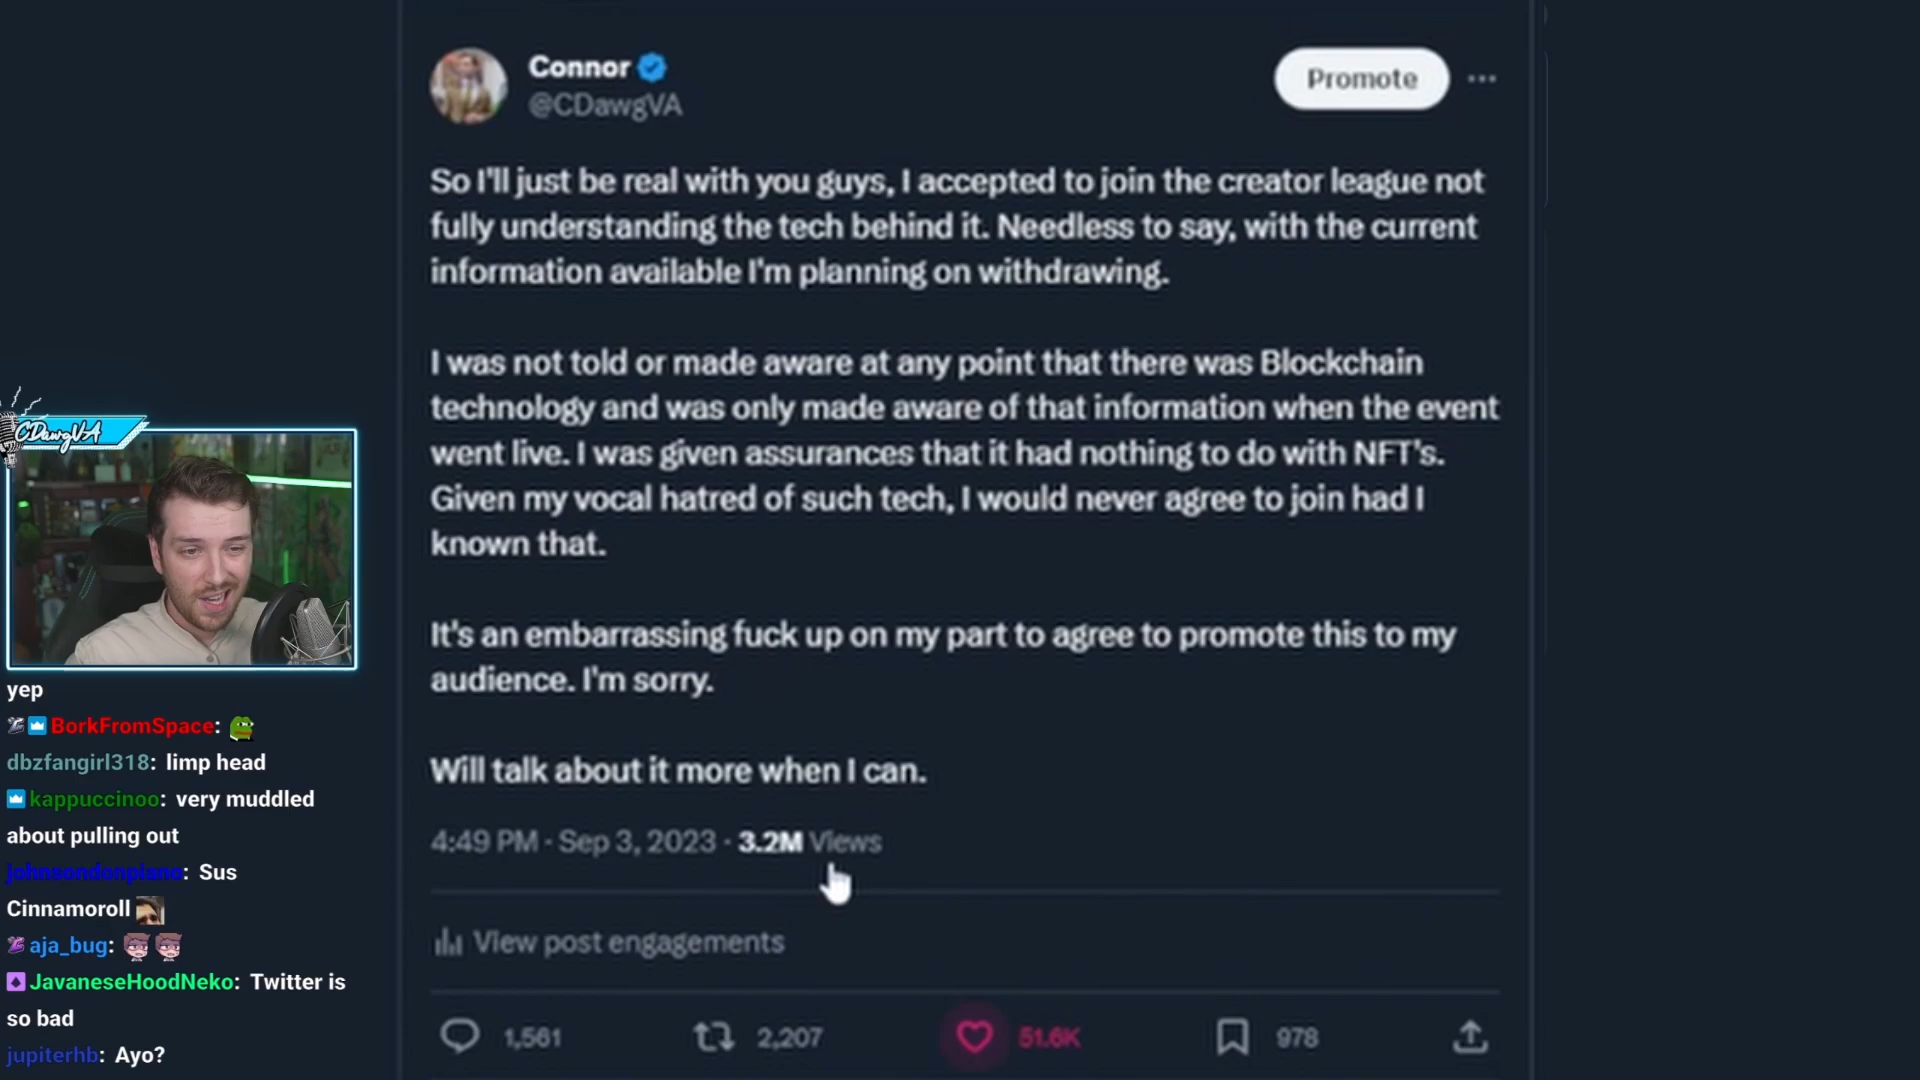 Connor
@CDawgVA
Promote
So I'll just be real with you guys, I accepted to join the creator league not
fully understanding the tech behind it. Needless to say, with the current
information available I'm planning on withdrawing.
I was not told or made aware at any point that there was Blockchain
technology and was only made aware of that information when the event
went live. I was given assurances that it had nothing to do with NFT's.
Given my vocal hatred of such tech, I would never agree to join had I
known that.
It's an embarrassing fuck up on my part to agree to promote this to my
audience. I'm sorry.
Will talk about it more when I can.
4:49 PM · Sep 3, 2023 · 3.2M Views
View post engagements
1,561 2,207 51.6K 978
CDawgVA
yep
BorkFromSpace:
dbzfangirl318: limp head
kappuccinoo: very muddled
about pulling out
johnsondonpiano: Sus
Cinnamoroll
aja_bug:
JavaneseHoodNeko: Twitter is
so bad
jupiterhb: Ayo?